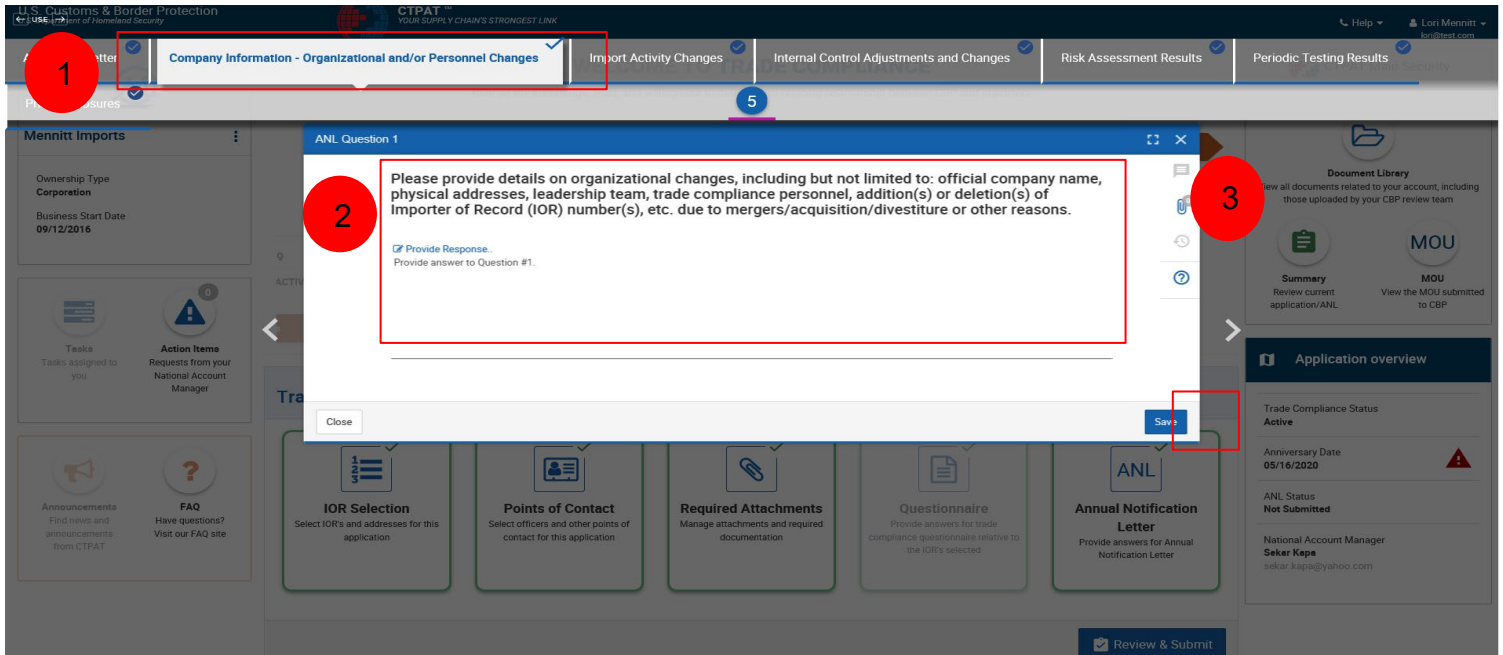 U.S. Customs & Border Protection
← USE →
of Homeland Security
CTPAT ™
YOUR SUPPLY CHAIN'S STRONGEST LINK
Help
Lori Mennitt
lori@test.com
1
Company Information - Organizational and/or Personnel Changes
Import Activity Changes
Internal Control Adjustments and Changes
Risk Assessment Results
Periodic Testing Results
5
Mennitt Imports
Ownership Type
Corporation
Business Start Date
09/12/2016
0
Tasks
Tasks assigned to
you
Action Items
Requests from your
National Account
Manager
Announcements
Find news and
announcements
from CTPAT
FAQ
Have questions?
Visit our FAQ site
ANL Question 1
2
Please provide details on organizational changes, including but not limited to: official company name,
physical addresses, leadership team, trade compliance personnel, addition(s) or deletion(s) of
Importer of Record (IOR) number(s), etc. due to mergers/acquisition/divestiture or other reasons.
Provide Response..
Provide answer to Question #1.
Close
Save
3
Document Library
View all documents related to your account, including
those uploaded by your CBP review team
Summary
Review current
application/ANL
MOU
MOU
View the MOU submitted
to CBP
Application overview
Trade Compliance Status
Active
Anniversary Date
05/16/2020
ANL Status
Not Submitted
National Account Manager
Sekar Kapa
sekar.kapa@yahoo.com
IOR Selection
Select IOR's and addresses for this
application
Points of Contact
Select officers and other points of
contact for this application
Required Attachments
Manage attachments and required
documentation
Questionnaire
Provide answers for trade
compliance questionnaire relative to
the IOR's selected
ANL
Annual Notification
Letter
Provide answers for Annual
Notification Letter
Review & Submit